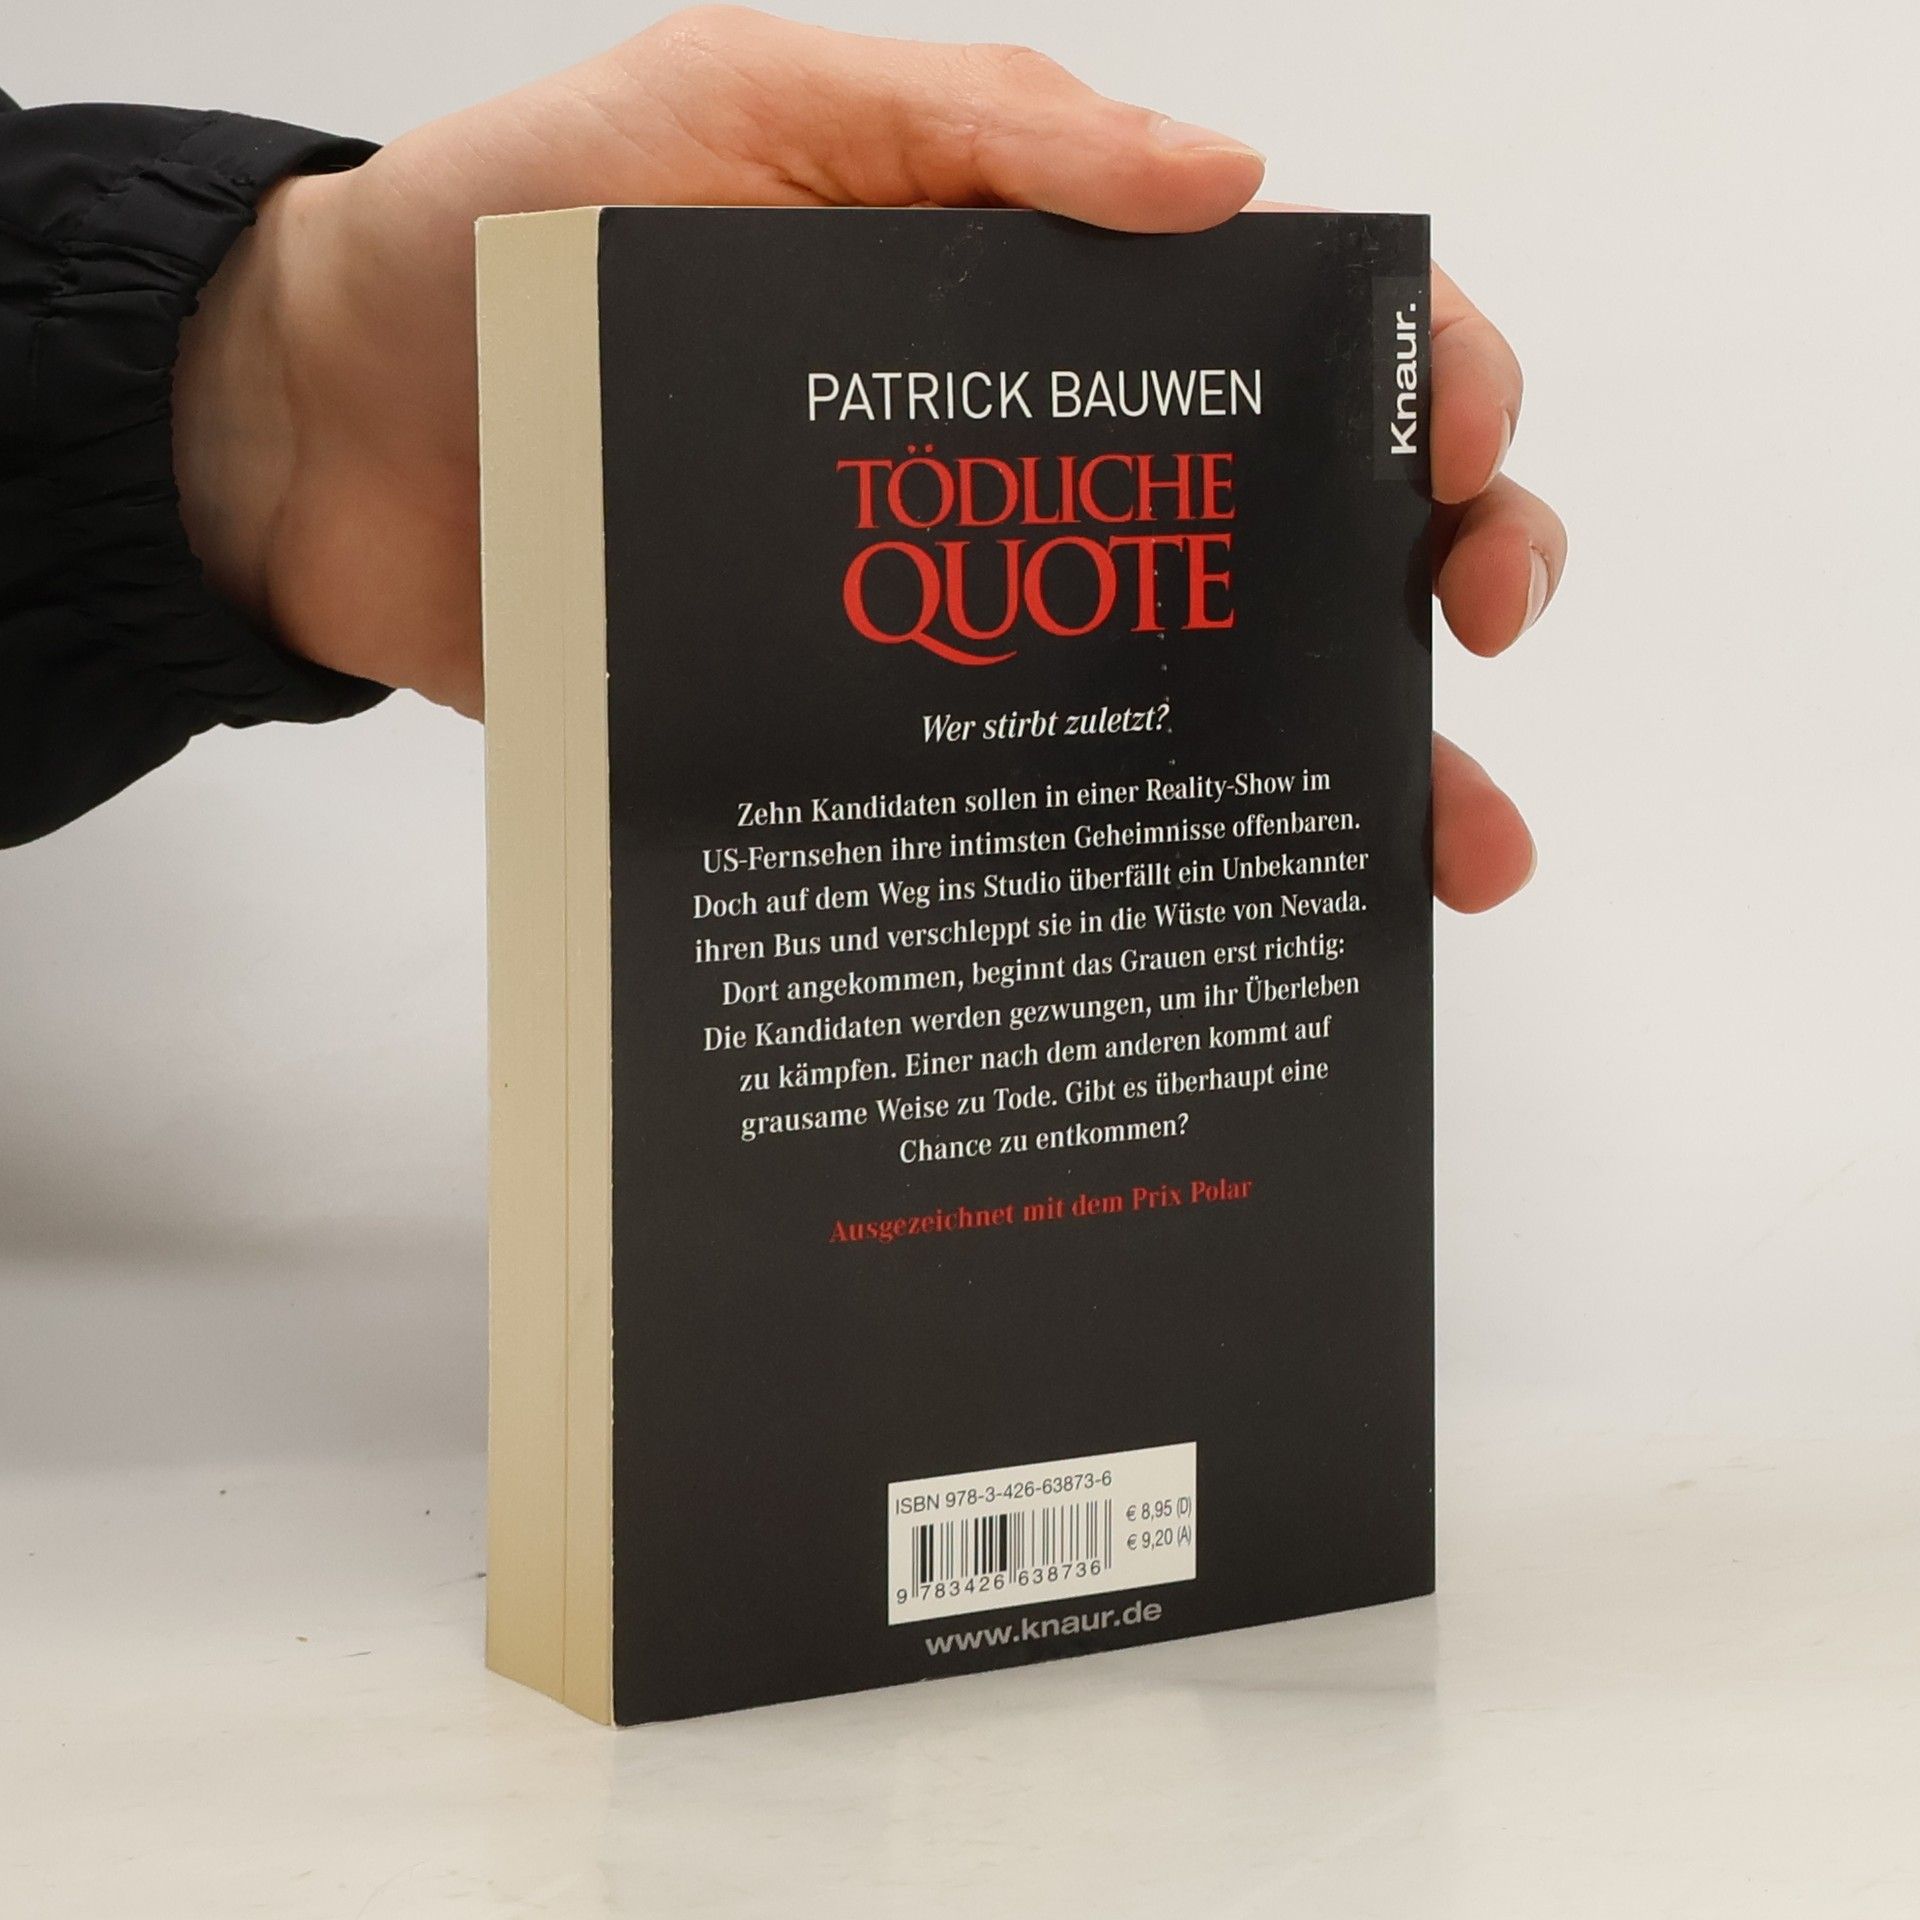 Knaur.
PATRICK BAUWEN
TÖDLICHE
QUOTE
Wer stirbt zuletzt?
Zehn Kandidaten sollen in einer Reality-Show im
US-Fernsehen ihre intimsten Geheimnisse offenbaren.
Doch auf dem Weg ins Studio überfällt ein Unbekannter
ihren Bus und verschleppt sie in die Wüste von Nevada.
Dort angekommen, beginnt das Grauen erst richtig:
Die Kandidaten werden gezwungen, um ihr Überleben
zu kämpfen. Einer nach dem anderen kommt auf
grausame Weise zu Tode. Gibt es überhaupt eine
Chance zu entkommen?
Ausgezeichnet mit dem Prix Polar
ISBN 978-3-426-63873-6
€ 8,95 (D)
€ 9,20 (A)
9 783426 638736
www.knaur.de